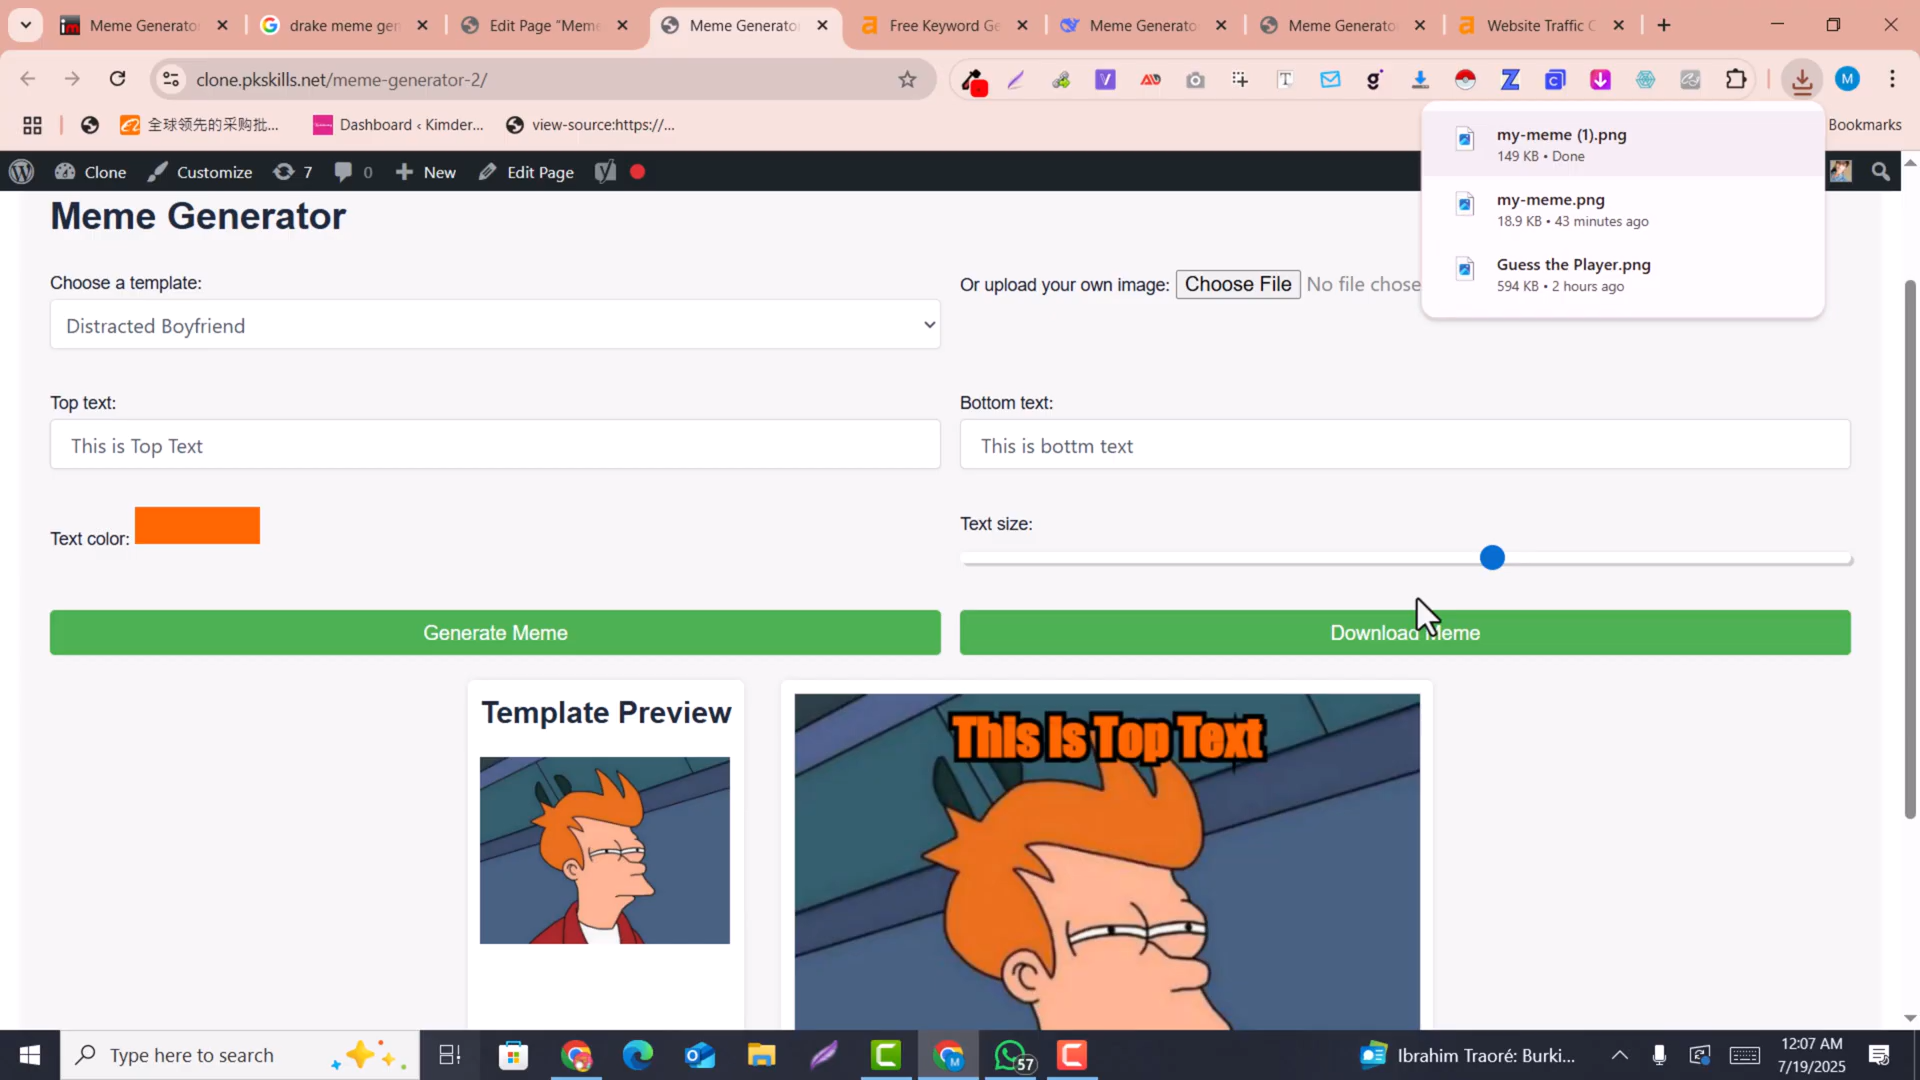 Meme Generato
drake meme gen
Edit Page “Meme
Meme Generato
Free Keyword Ge
Meme Generato
Meme Generato
Website Traffic C
clone.pkskills.net/meme-generator-2/
全球领先的采购批...
Dashboard ‹ Kimder...
view-source:https://...
Bookmarks
my-meme (1).png
149 KB • Done
my-meme.png
18.9 KB • 43 minutes ago
Guess the Player.png
594 KB • 2 hours ago
Clone
Customize
7
0
New
Edit Page
Meme Generator
Choose a template:
Distracted Boyfriend
Or upload your own image:
Choose File
No file chose
Top text:
This is Top Text
Bottom text:
This is bottm text
Text color:
Text size:
Generate Meme
Download Meme
Template Preview
This is Top Text
Type here to search
57
Ibrahim Traoré: Burki...
12:07 AM
7/19/2025